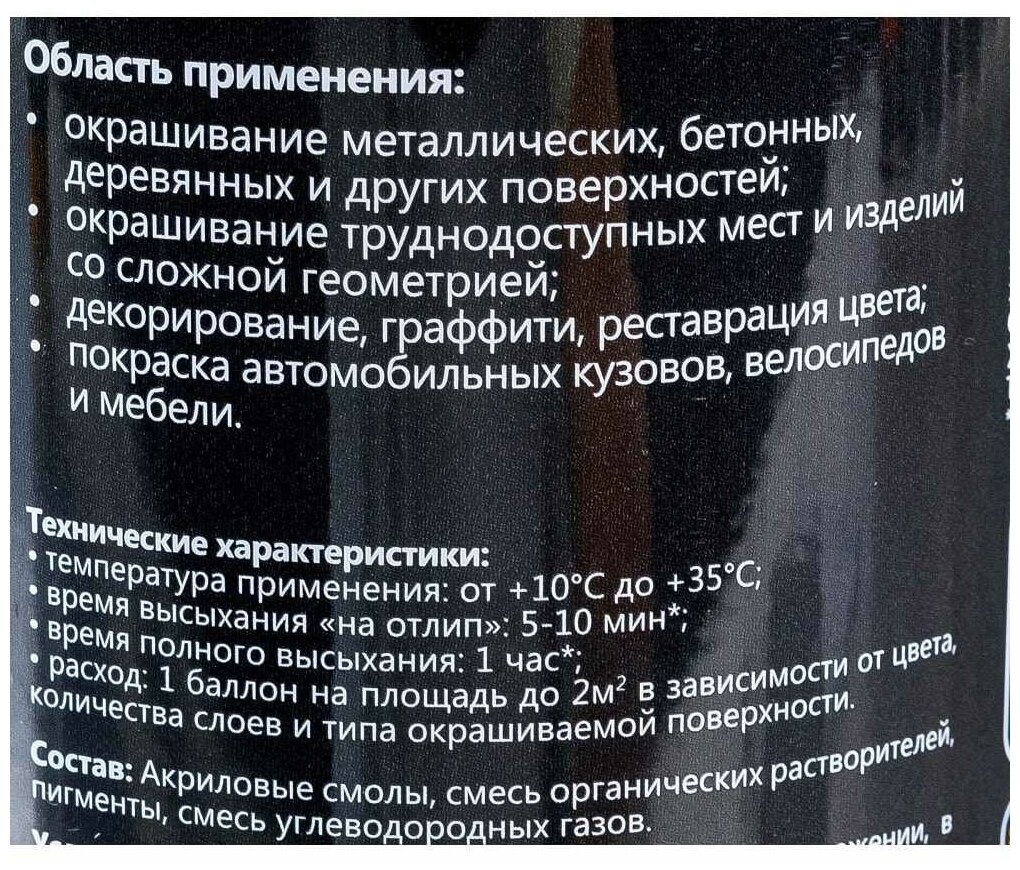 Область применения:
• окрашивание металлических, бетонных,
деревянных и других поверхностей;
• окрашивание труднодоступных мест и изделий
со сложной геометрией;
• декорирование, граффити, реставрация цвета;
• покраска автомобильных кузовов, велосипедов
и мебели.
Технические характеристики:
• температура применения: от +10°С до +35°С;
• время высыхания «на отлип»: 5-10 мин*;
• время полного высыхания: 1 час*;
• расход: 1 баллон на площадь до 2м² в зависимости от цвета,
количества слоев и типа окрашиваемой поверхности.
Состав: Акриловые смолы, смесь органических растворителей,
пигменты, смесь углеводородных газов.
в